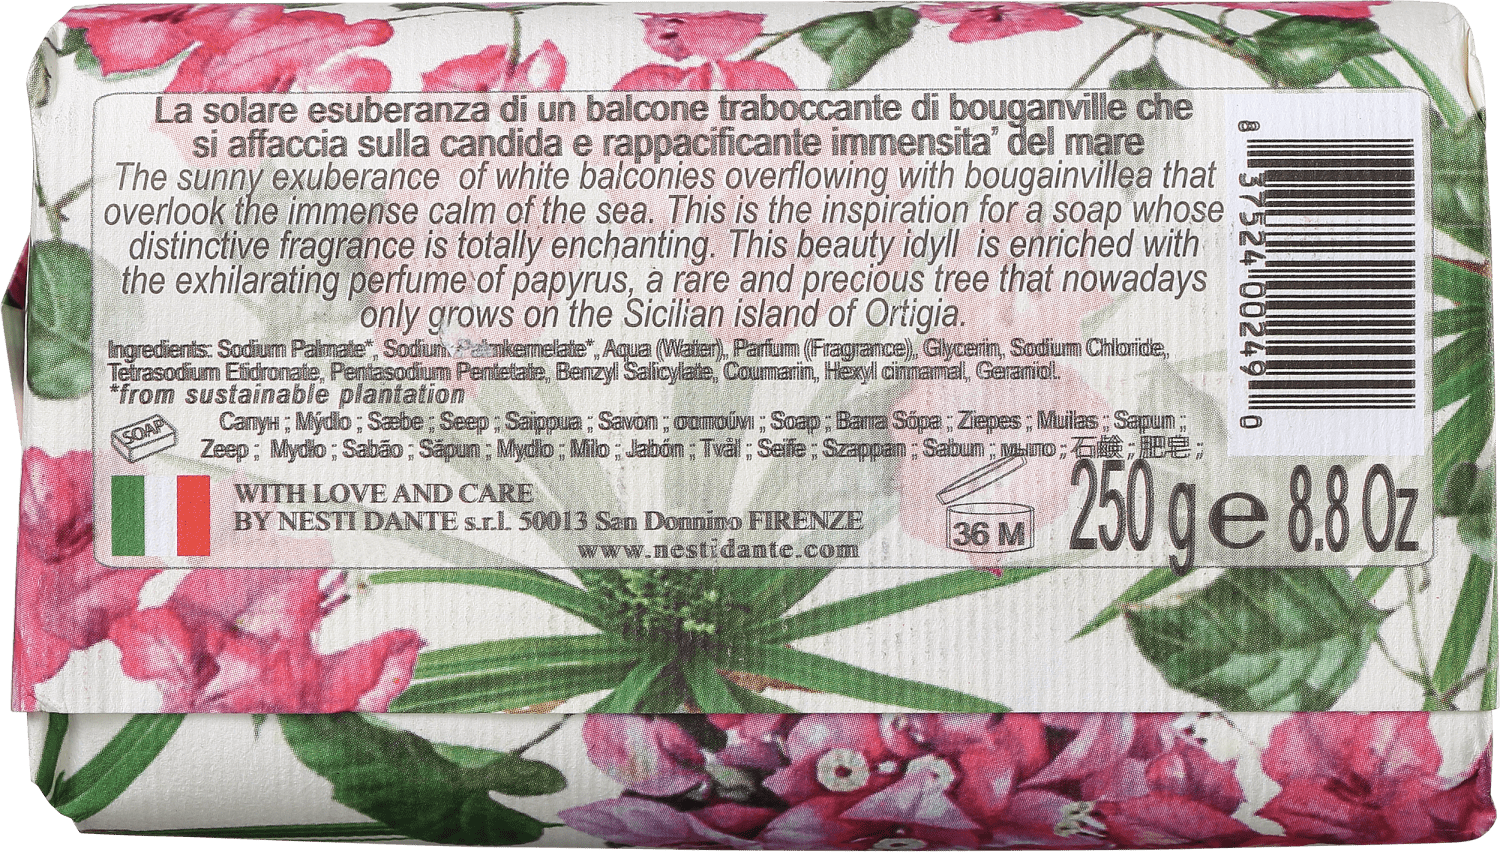 La solare esuberanza di un balcone traboccante di bouganville che
si affaccia sulla candida e rappacificante immensita' del mare
The sunny exuberance of white balconies overflowing with bougainvillea that
overlook the immense calm of the sea. This is the inspiration for a soap whose
distinctive fragrance is totally enchanting. This beauty idyll is enriched with
the exhilarating perfume of papyrus, a rare and precious tree that nowadays
only grows on the Sicilian island of Ortigia.
Ingredients: Sodium Palmate*, Sodium Palmkernelate*, Aqua (Water), Parfum (Fragrance), Glycerin, Sodium Chloride,
Tetrasodium Etidronate, Pentasodium Pentetate, Benzyl Salicylate, Coumarin, Hexyl cinnamal, Geraniol.
*from sustainable plantation
SOAP
Сапун ; Mýdlo ; Sæbe ; Seep ; Saippua ; Savon ; σαπούνι ; Soap ; Barra Sópa ; Ziepes ; Muilas ; Sapun ;
Zeep ; Mydło ; Sabão ; Săpun ; Mydlo ; Milo ; Jabón ; Tvål ; Seife ; Szappan ; Sabun ; мыло ; 石鹸 ; 肥皂 ;
WITH LOVE AND CARE
BY NESTI DANTE s.r.l. 50013 San Donnino FIRENZE
www.nestidante.com
36 M
250 g e 8.8 Oz
8 37524 00249 0